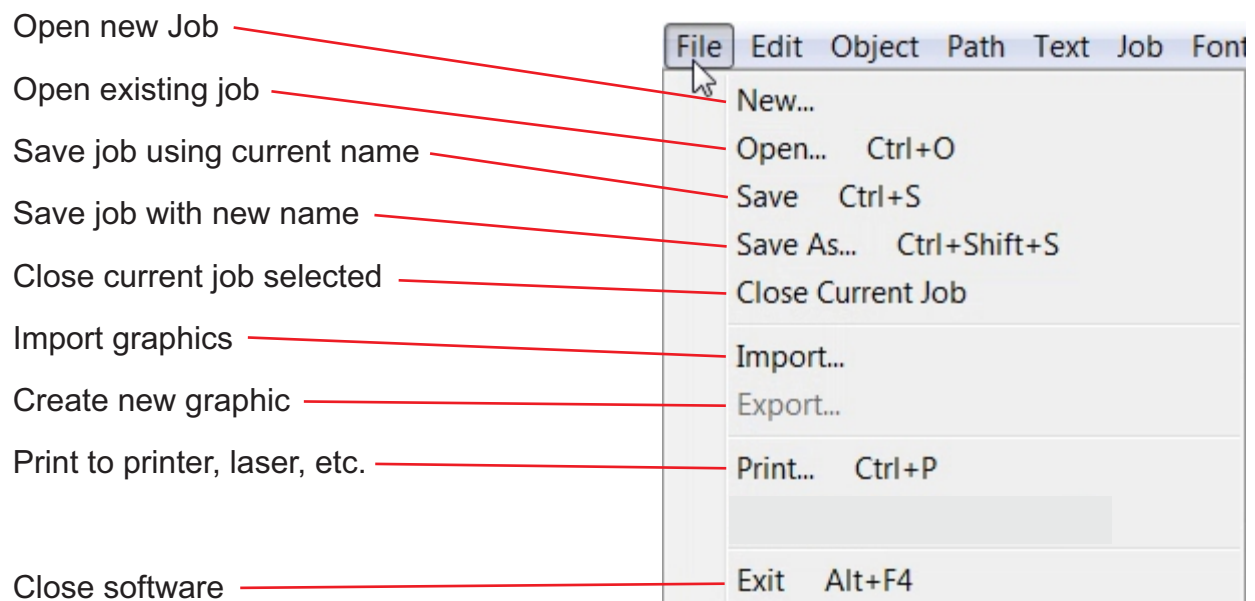 Open new Job
Open existing job
Save job using current name
Save job with new name
Close current job selected
Import graphics
Create new graphic
Print to printer, laser, etc.
Close software
File Edit Object Path Text Job Font
New...
Open... Ctrl+O
Save Ctrl+S
Save As... Ctrl+Shift+S
Close Current Job
Import...
Export...
Print... Ctrl+P
Exit Alt+F4